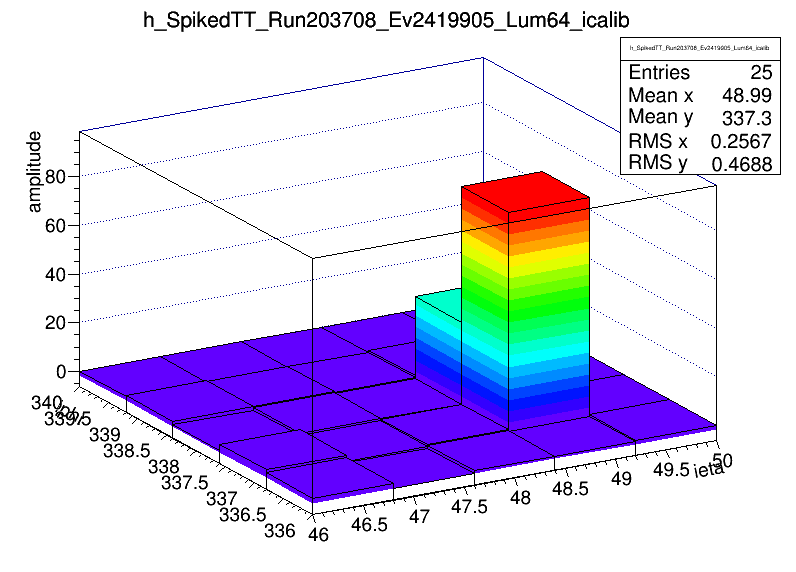 h_SpikedTT_Run203708_Ev2419905_Lum64_icalib
h_SpikedTT_Run203708_Ev2419905_Lum64_icalib
Entries 25
Mean x 48.99
Mean y 337.3
RMS x 0.2567
RMS y 0.4688
amplitude
80
60
40
20
0
340
339.5
339
338.5
338
337.5
337
336.5
336
iphi
46
46.5
47
47.5
48
48.5
49
49.5
50
ieta